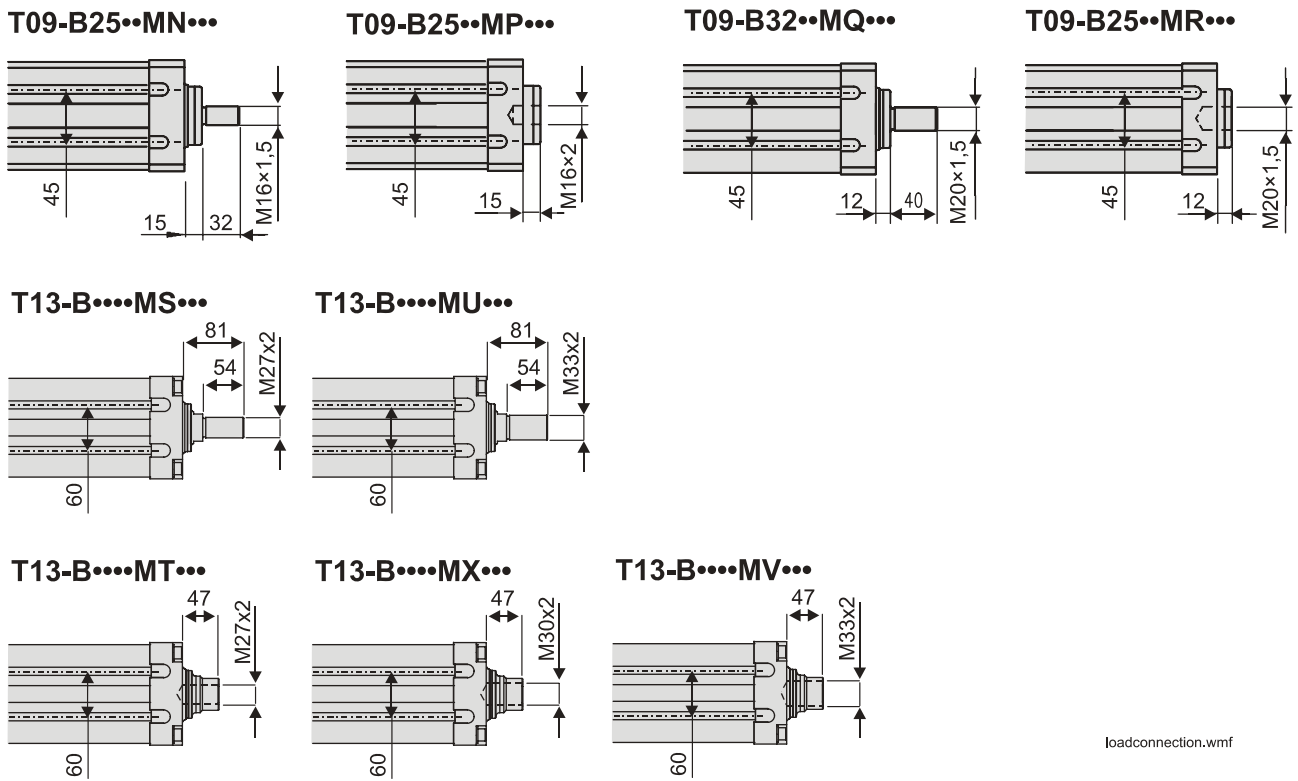 T09-B25••MN•••
T09-B25••MP•••
T09-B32••MQ•••
T09-B25••MR•••
45
15
32
M16×1,5
45
15
M16×2
45
12
40
M20×1,5
45
12
M20×1,5
T13-B••••MS•••
T13-B••••MU•••
81
54
M27x2
60
81
54
M33x2
60
T13-B••••MT•••
T13-B••••MX•••
T13-B••••MV•••
47
M27x2
60
47
M30x2
60
47
M33x2
60
loadconnection.wmf